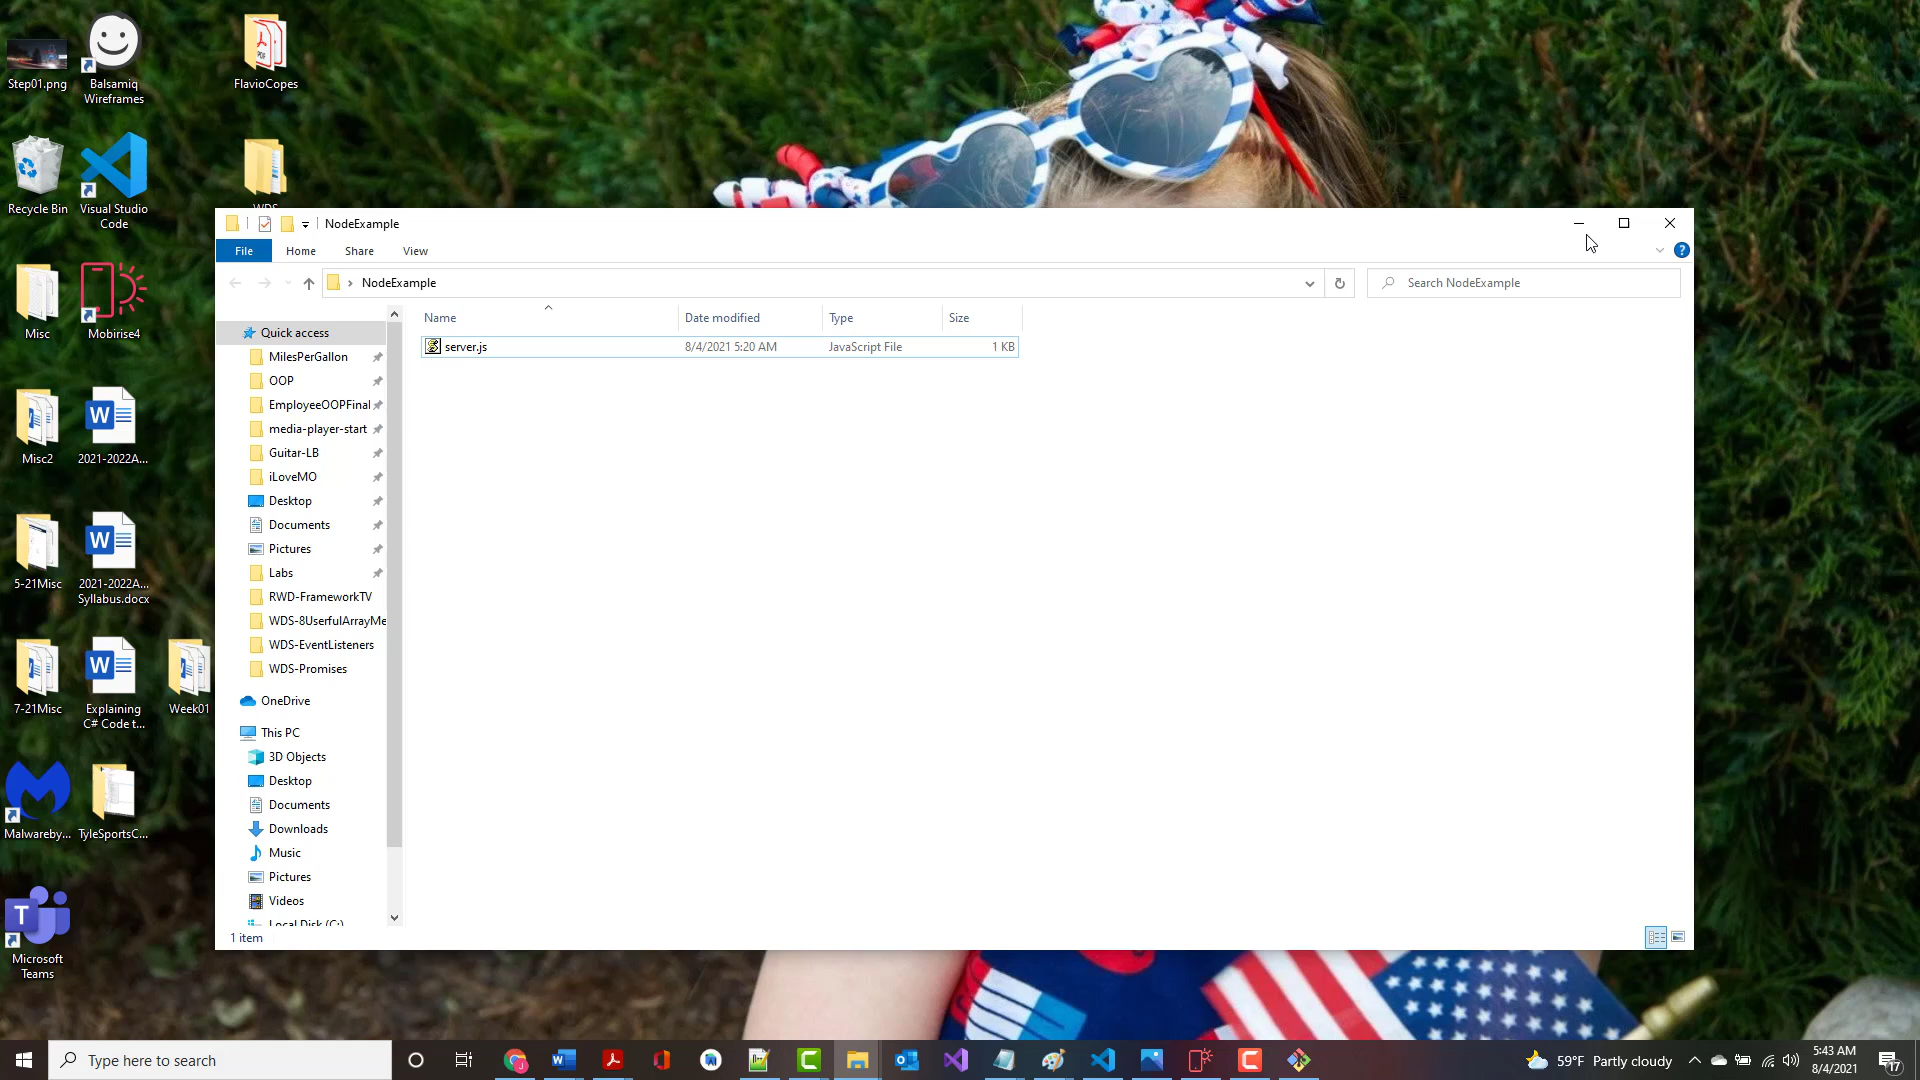 Step01.png
Balsamiq
Wireframes
FlavioCopes
Recycle Bin
Visual Studio
Code
Misc
Mobirise4
Misc2
2021-2022A...
5-21Misc
2021-2022A...
Syllabus.docx
7-21Misc
Explaining
C# Code t...
Week01
Malwareby...
TyleSportsC...
Microsoft
Teams
NodeExample
File
Home
Share
View
NodeExample
Search NodeExample
Name
Date modified
Type
Size
server.js
8/4/2021 5:20 AM
JavaScript File
1 KB
Quick access
MilesPerGallon
OOP
EmployeeOOPFinal
media-player-start
Guitar-LB
iLoveMO
Desktop
Documents
Pictures
Labs
RWD-FrameworkTV
WDS-8UserfulArrayMe
WDS-EventListeners
WDS-Promises
OneDrive
This PC
3D Objects
Desktop
Documents
Downloads
Music
Pictures
Videos
Local Disk (C:)
1 item
Type here to search
59°F Partly cloudy
5:43 AM
8/4/2021
17